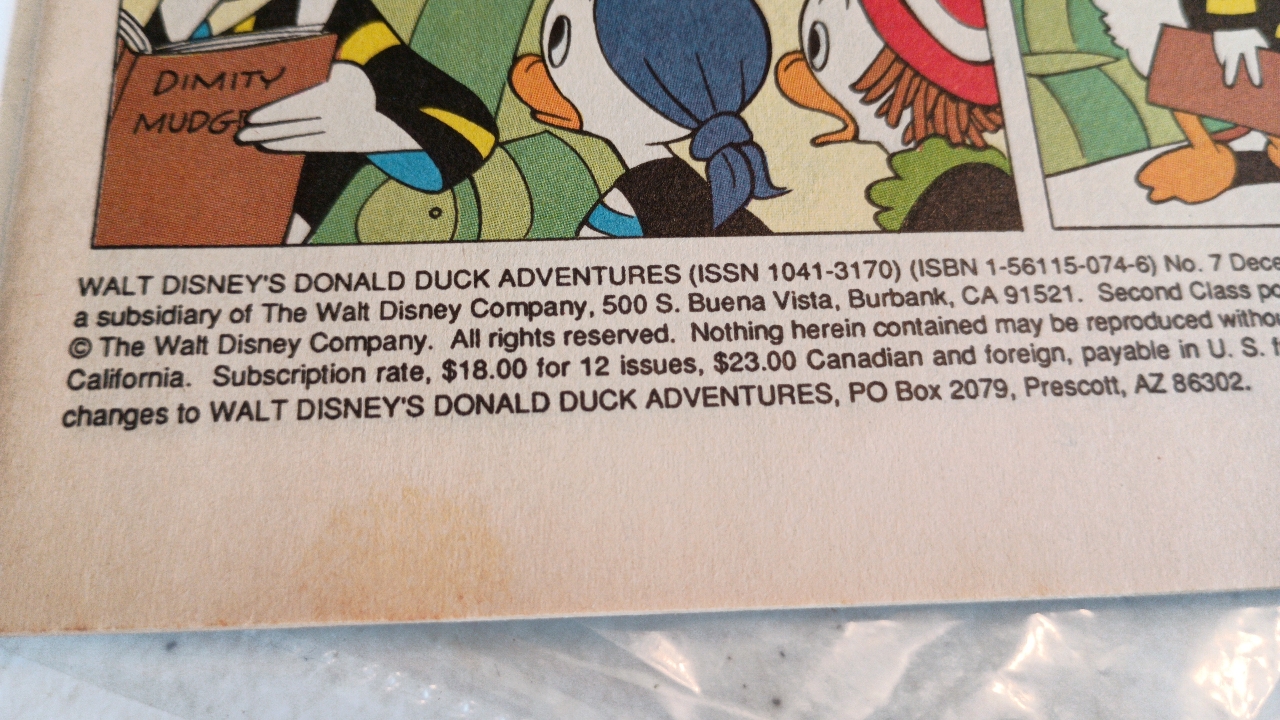 DIMITY
WALT DISNEY'S DONALD DUCK ADVENTURES (ISSN 1041-3170) (ISBN 1-56115-074-6) No. 7
a subsidiary of The Walt Disney Company, 500 S. Buena Vista, Burbank, CA 91521. Second Class
© The Walt Disney Company. All rights reserved. Nothing herein contained may be reproduced
California. Subscription rate, $18.00 for 12 issues, $23.00 Canadian and foreign, payable in U. S.
changes to WALT DISNEY'S DONALD DUCK ADVENTURES, PO Box 2079, Prescott, AZ 86302.